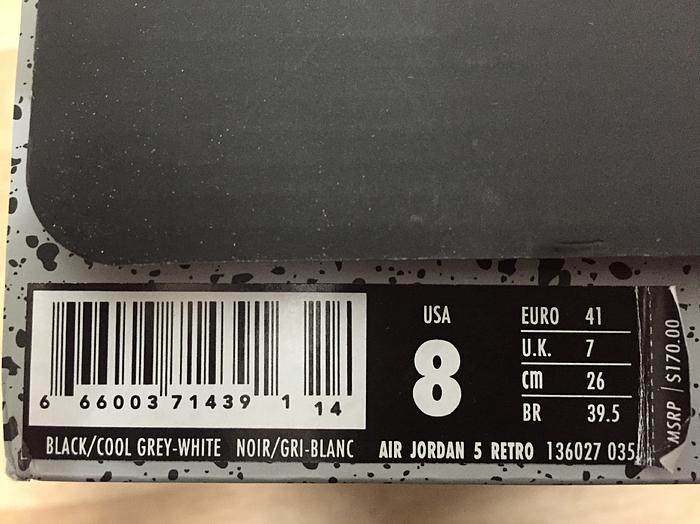 USA
8
EURO 41
U.K. 7
cm 26
BR 39.5
MSRP | $170.00
6 66003 71439 1 14
BLACK/COOL GREY-WHITE NOIR/GRI-BLANC AIR JORDAN 5 RETRO 136027 035